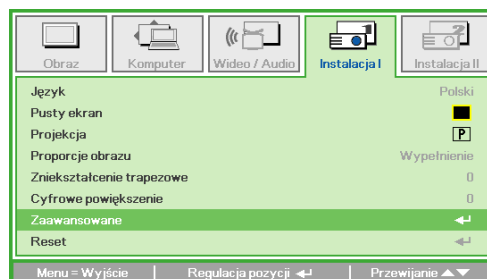 Obraz
Komputer
Wideo / Audio
Instalacja I
Instalacja II
Język Polski
Pusty ekran
Projekcja P
Proporcje obrazu Wypełnienie
Zniekształcenie trapezowe 0
Cyfrowe powiększenie 0
Zaawansowane
Reset
Menu = Wyjście | Regulacja pozycji | Przewijanie